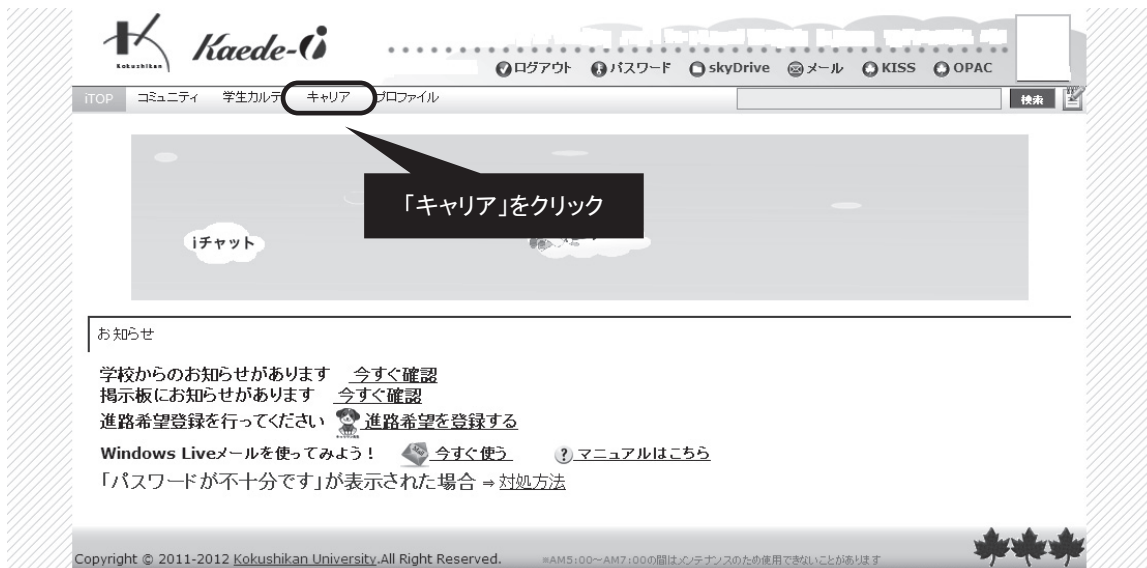 Kokushikan
Kaede-i
ログアウト パスワード skyDrive メール KISS OPAC
iTOP コミュニティ 学生カルテ キャリア プロファイル 検索
「キャリア」をクリック
iチャット
お知らせ
学校からのお知らせがあります 今すぐ確認
掲示板にお知らせがあります 今すぐ確認
進路希望登録を行ってください 進路希望を登録する
Windows Liveメールを使ってみよう! 今すぐ使う ? マニュアルはこちら
「パスワードが不十分です」が表示された場合 ⇒ 対処方法
Copyright © 2011-2012 Kokushikan University.All Right Reserved. ※AM5:00~AM7:00の間はメンテナンスのため使用できないことがあります